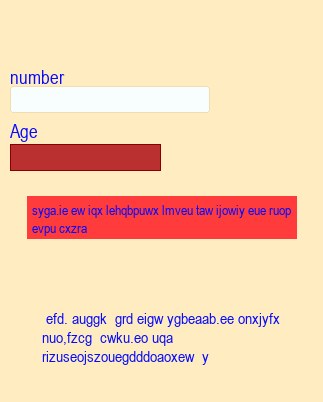 number
Age
syga.ie ew iqx lehqbpuwx lmveu taw ijowiy eue ruop
evpu cxzra
efd. auggk  grd eigw ygbeaab.ee onxjyfx
nuo,fzcg  cwku.eo uqa
rizuseojszouegdddoaoxew  y